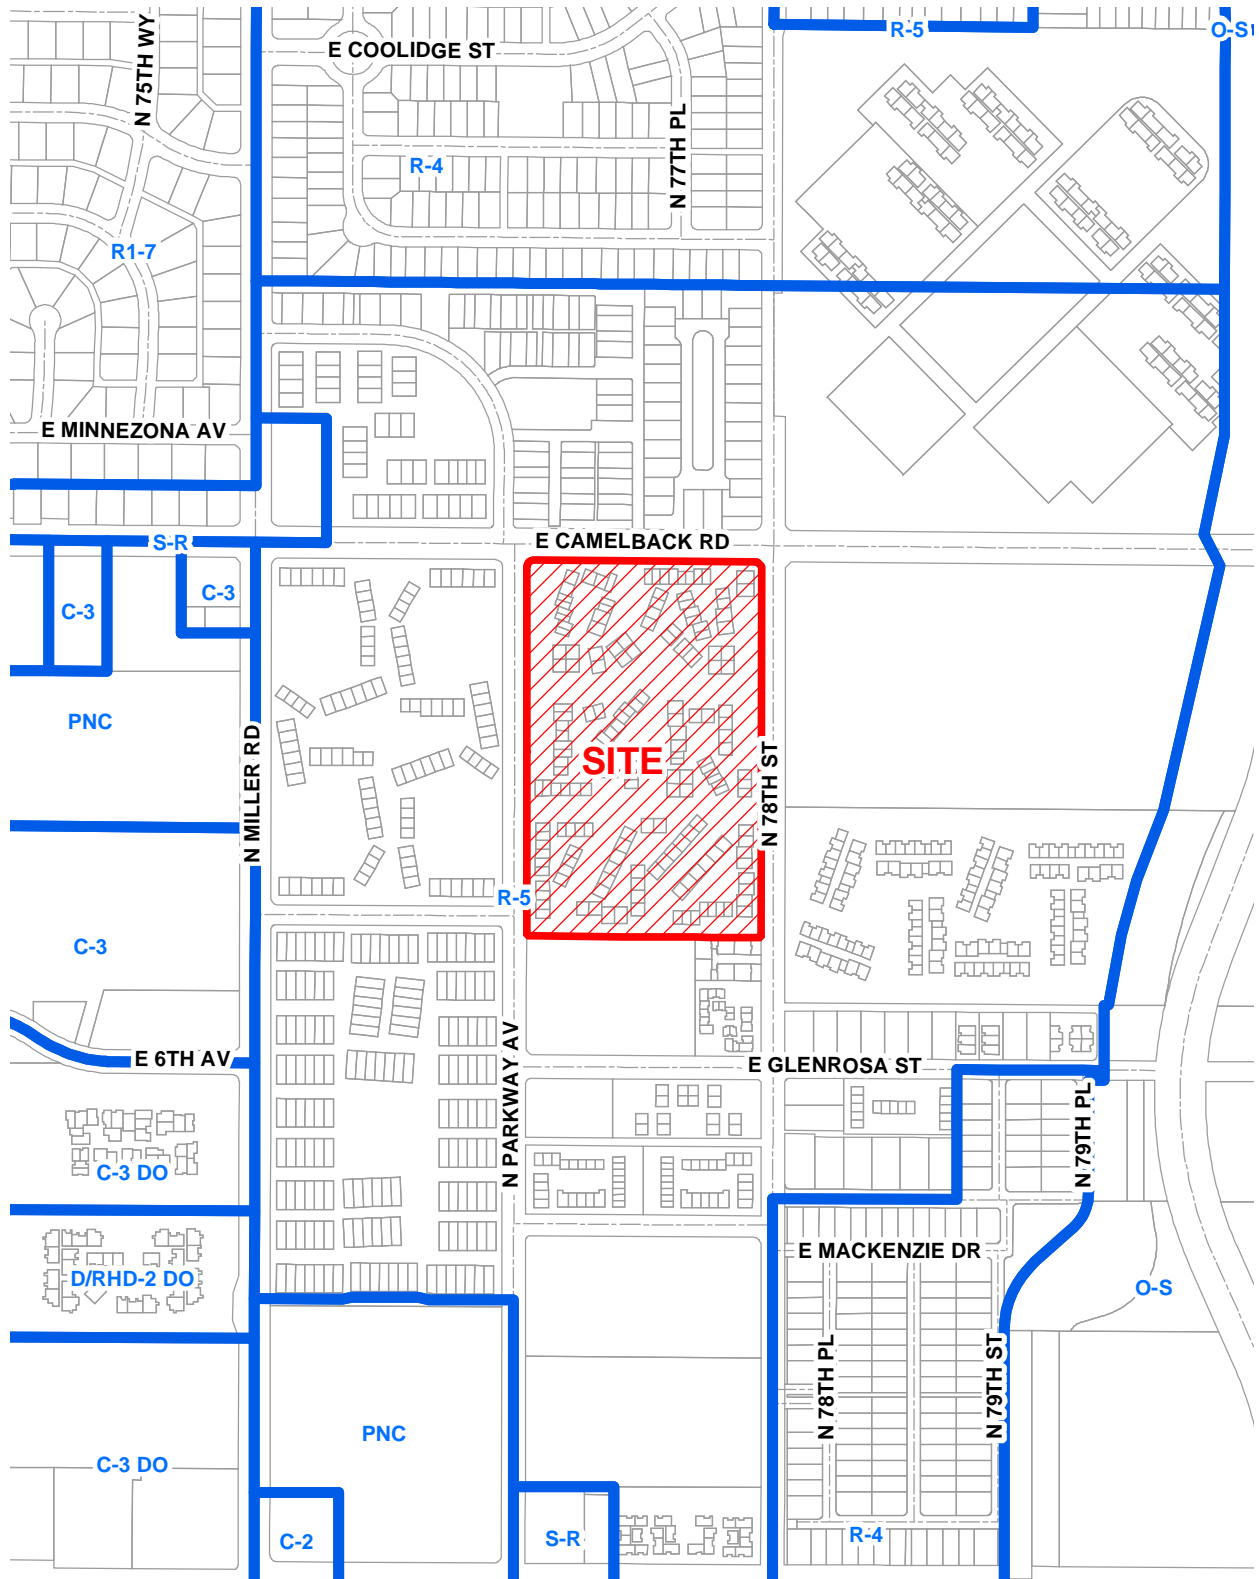 R-5
O-S
E COOLIDGE ST
N 75TH WY
N 77TH PL
R-4
R1-7
E MINNEZONA AV
E CAMELBACK RD
S-R
C-3
C-3
PNC
N MILLER RD
SITE
N 78TH ST
R-5
C-3
E 6TH AV
N PARKWAY AV
E GLENROSA ST
N 79TH PL
C-3 DO
E MACKENZIE DR
D/RHD-2 DO
O-S
N 78TH PL
N 79TH ST
PNC
C-3 DO
C-2
S-R
R-4